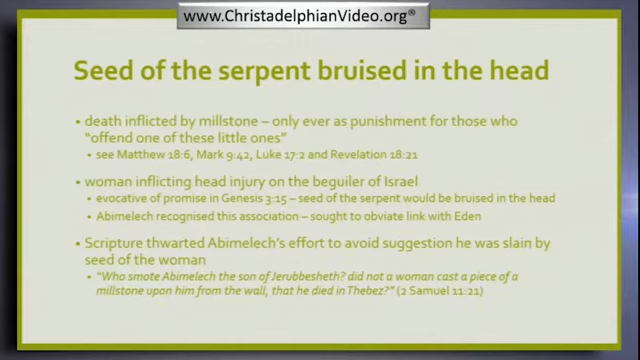 www.ChristadelphianVideo.org®
Seed of the serpent bruised in the head
• death inflicted by millstone – only ever as punishment for those who
“offend one of these little ones”
• see Matthew 18:6, Mark 9:42, Luke 17:2 and Revelation 18:21
• woman inflicting head injury on the beguiler of Israel
• evocative of promise in Genesis 3:15 – seed of the serpent would be bruised in the head
• Abimelech recognised this association – sought to obviate link with Eden
• Scripture thwarted Abimelech’s effort to avoid suggestion he was slain by
seed of the woman
• “Who smote Abimelech the son of Jerubbesheth? did not a woman cast a piece of a
millstone upon him from the wall, that he died in Thebez?” (2 Samuel 11:21)